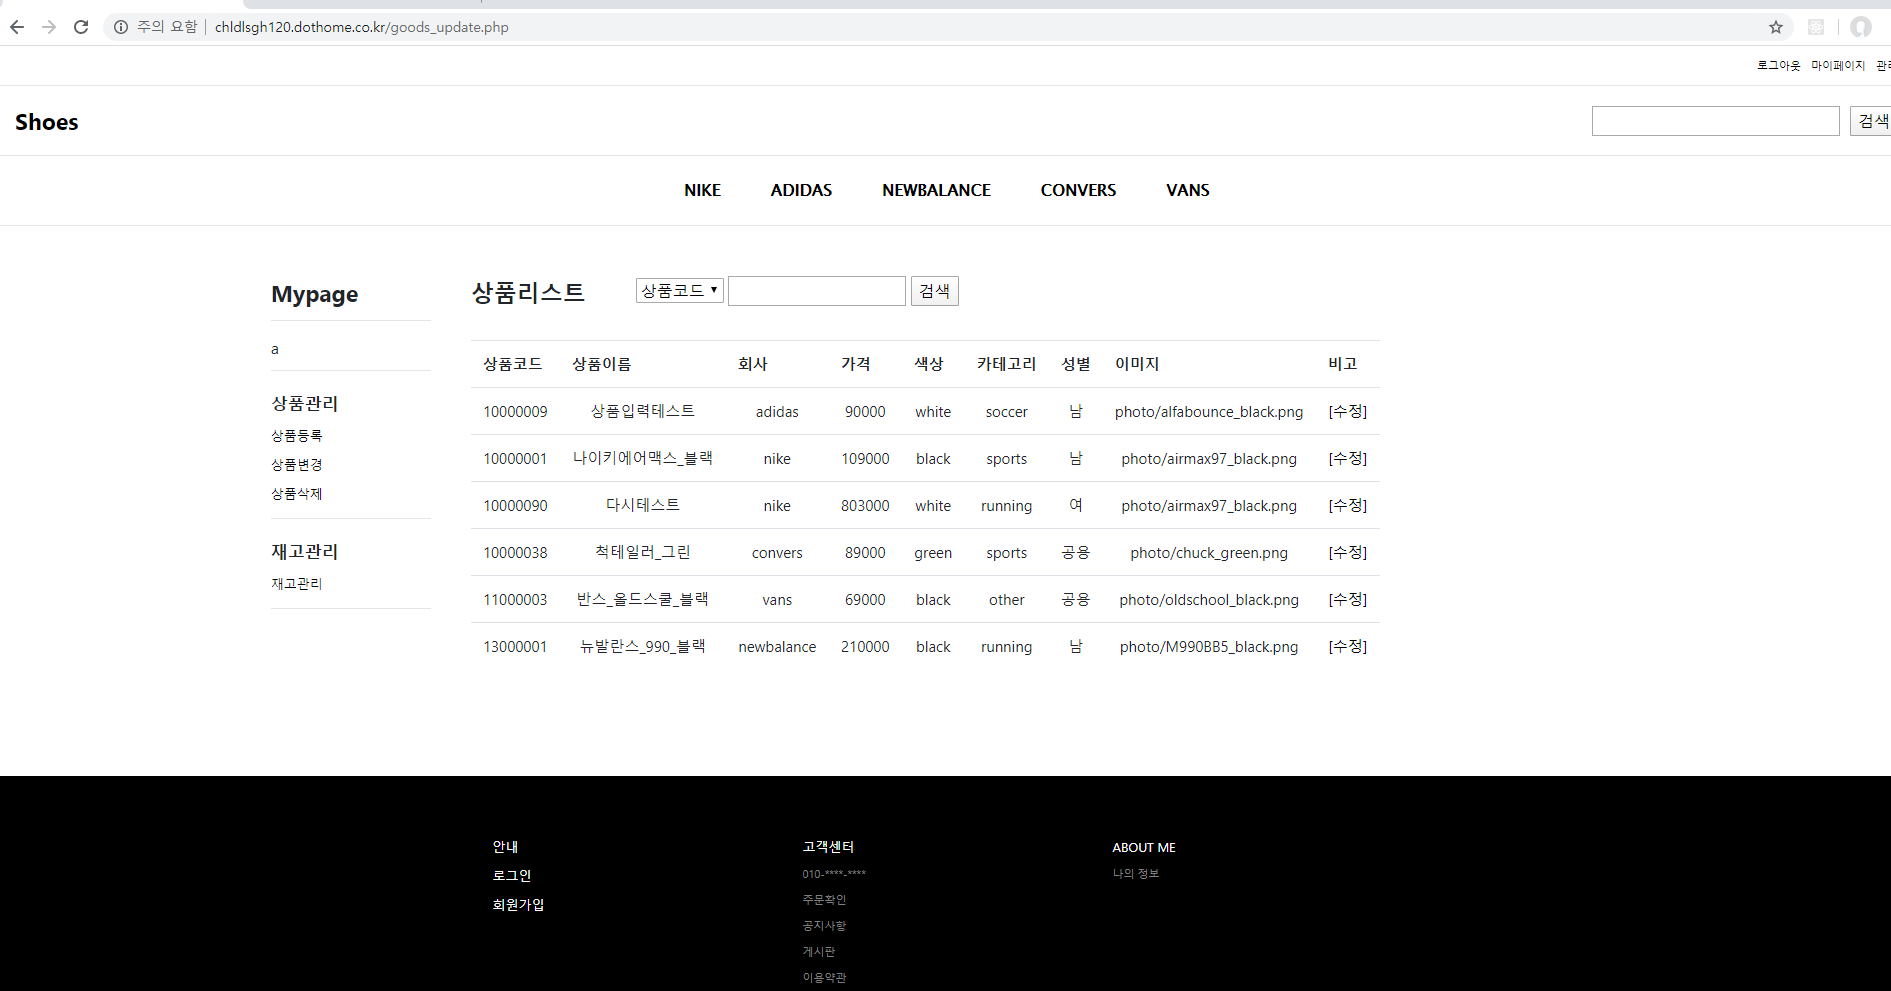 주의 요함 chldlsgh120.dothome.co.kr/goods_update.php
로그아웃 마이페이지
Shoes 검색
NIKE ADIDAS NEWBALANCE CONVERS VANS
Mypage
a
상품관리
상품등록
상품변경
상품삭제
재고관리
재고관리
상품리스트 상품코드 검색
상품코드 상품이름 회사 가격 색상 카테고리 성별 이미지 비고
10000009 상품입력테스트 adidas 90000 white soccer 남 photo/alfabounce_black.png [수정]
10000001 나이키에어맥스_블랙 nike 109000 black sports 남 photo/airmax97_black.png [수정]
10000090 다시테스트 nike 803000 white running 여 photo/airmax97_black.png [수정]
10000038 척테일러_그린 convers 89000 green sports 공용 photo/chuck_green.png [수정]
11000003 반스_올드스쿨_블랙 vans 69000 black other 공용 photo/oldschool_black.png [수정]
13000001 뉴발란스_990_블랙 newbalance 210000 black running 남 photo/M990BB5_black.png [수정]
안내
로그인
회원가입
고객센터
010-****-****
주문확인
공지사항
게시판
이용약관
ABOUT ME
나의 정보